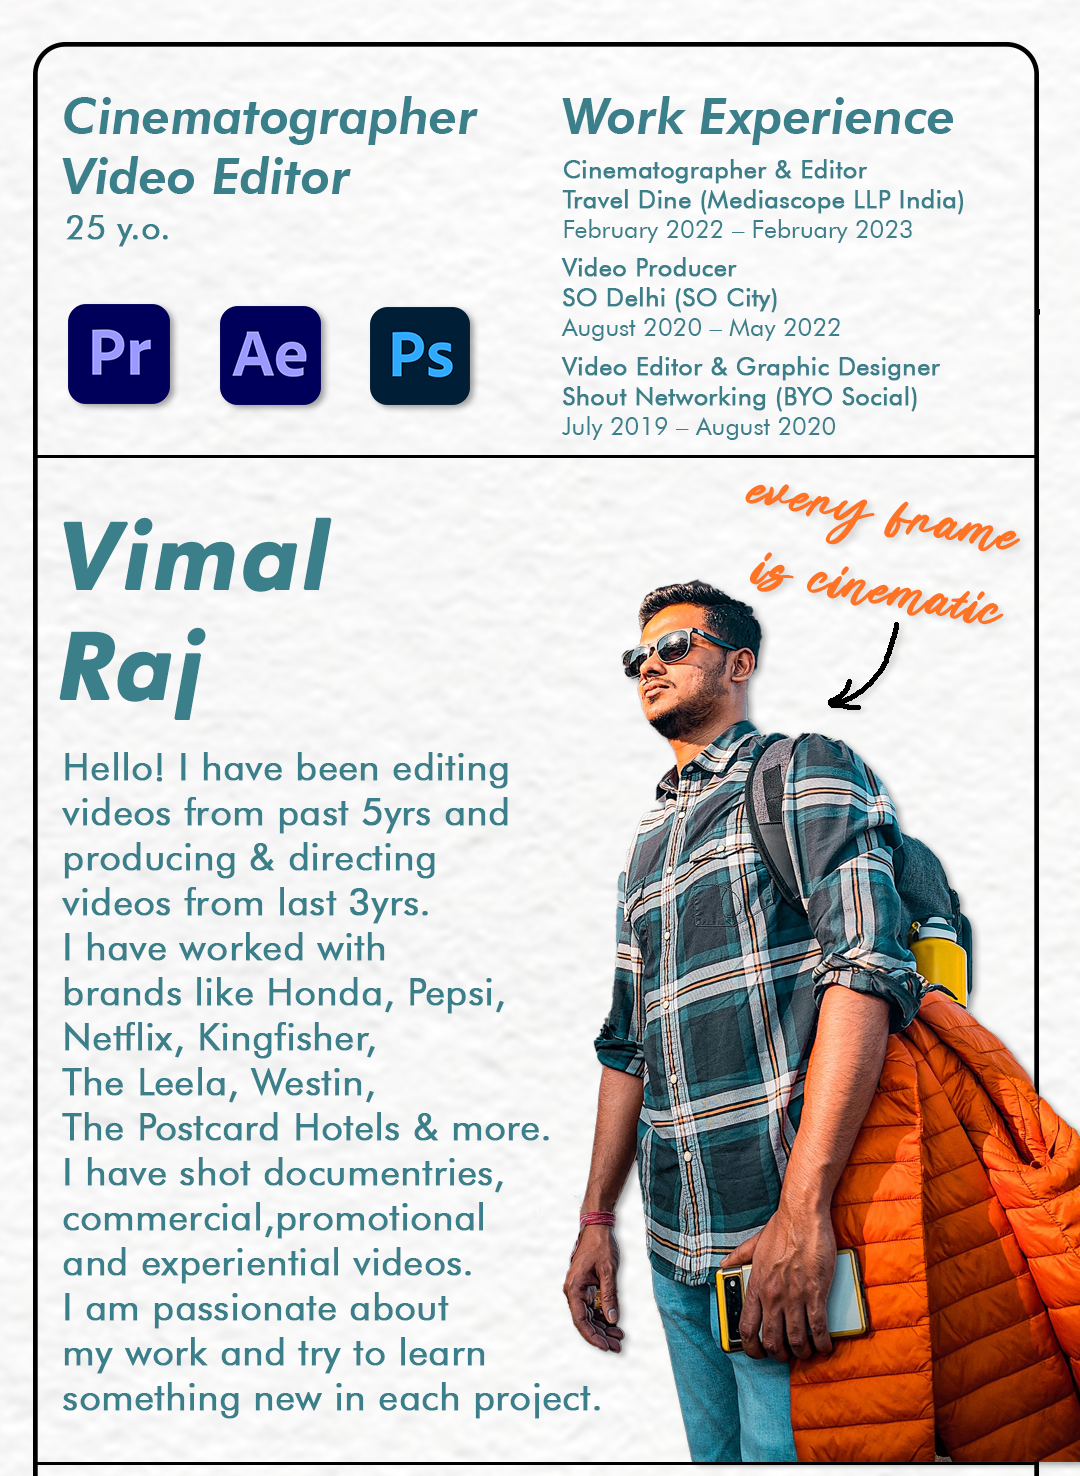 Cinematographer
Video Editor
25 y.o.
Pr Ae Ps
Work Experience
Cinematographer & Editor
Travel Dine (Mediascope LLP India)
February 2022 – February 2023
Video Producer
SO Delhi (SO City)
August 2020 – May 2022
Video Editor & Graphic Designer
Shout Networking (BYO Social)
July 2019 – August 2020
every frame
is cinematic
Vimal
Raj
Hello! I have been editing
videos from past 5yrs and
producing & directing
videos from last 3yrs.
I have worked with
brands like Honda, Pepsi,
Netflix, Kingfisher,
The Leela, Westin,
The Postcard Hotels & more.
I have shot documentries,
commercial,promotional
and experiential videos.
I am passionate about
my work and try to learn
something new in each project.